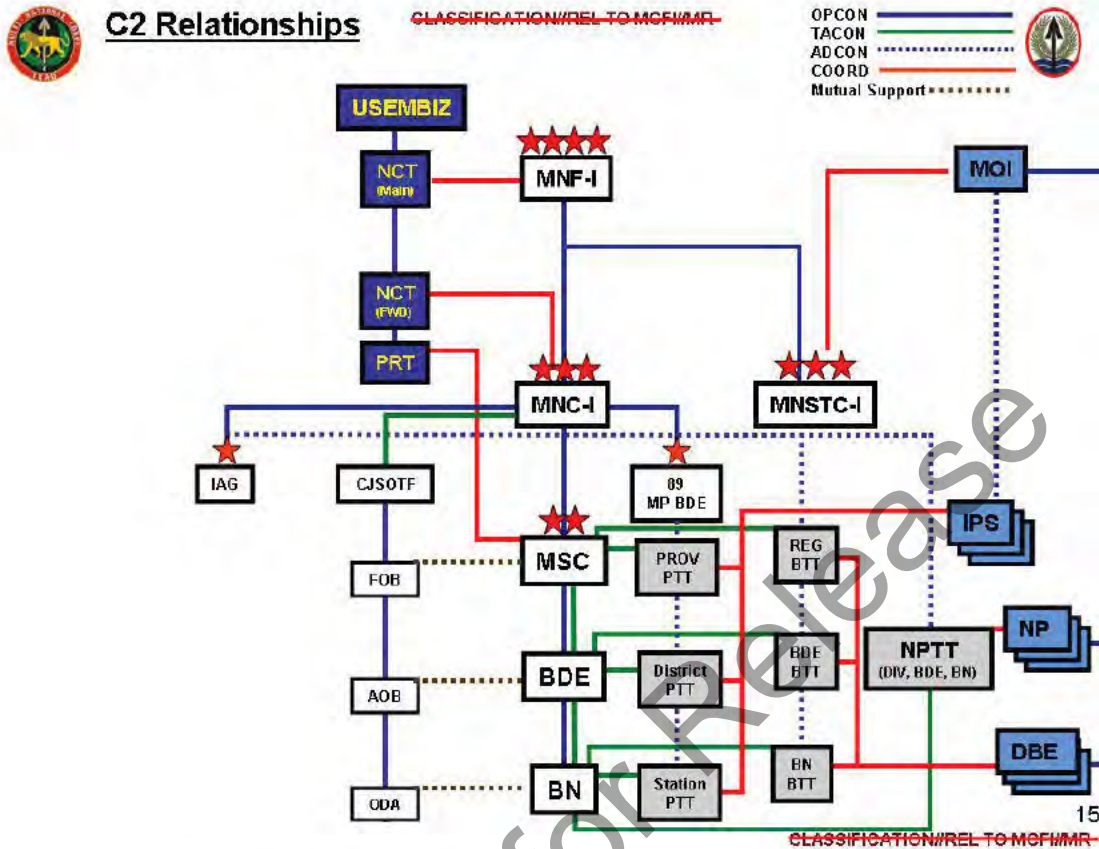 C2 Relationships
CLASSIFICATION//REL TO MCFI//MR
OPCON
TACON
ADCON
COORD
Mutual Support
USEMBIZ
NCT
(Main)
MNF-I
MOI
NCT
(FWD)
PRT
MNC-I
MNSTC-I
IAG
CJSOTF
89
MP BDE
IPS
MSC
PROV
PTT
REG
BTT
FOB
NP
BDE
District
PTT
BDE
BTT
NPTT
(DIV, BDE, BN)
AOB
DBE
BN
Station
PTT
BN
BTT
ODA
15
for Release
CLASSIFICATION//REL TO MCFI//MR